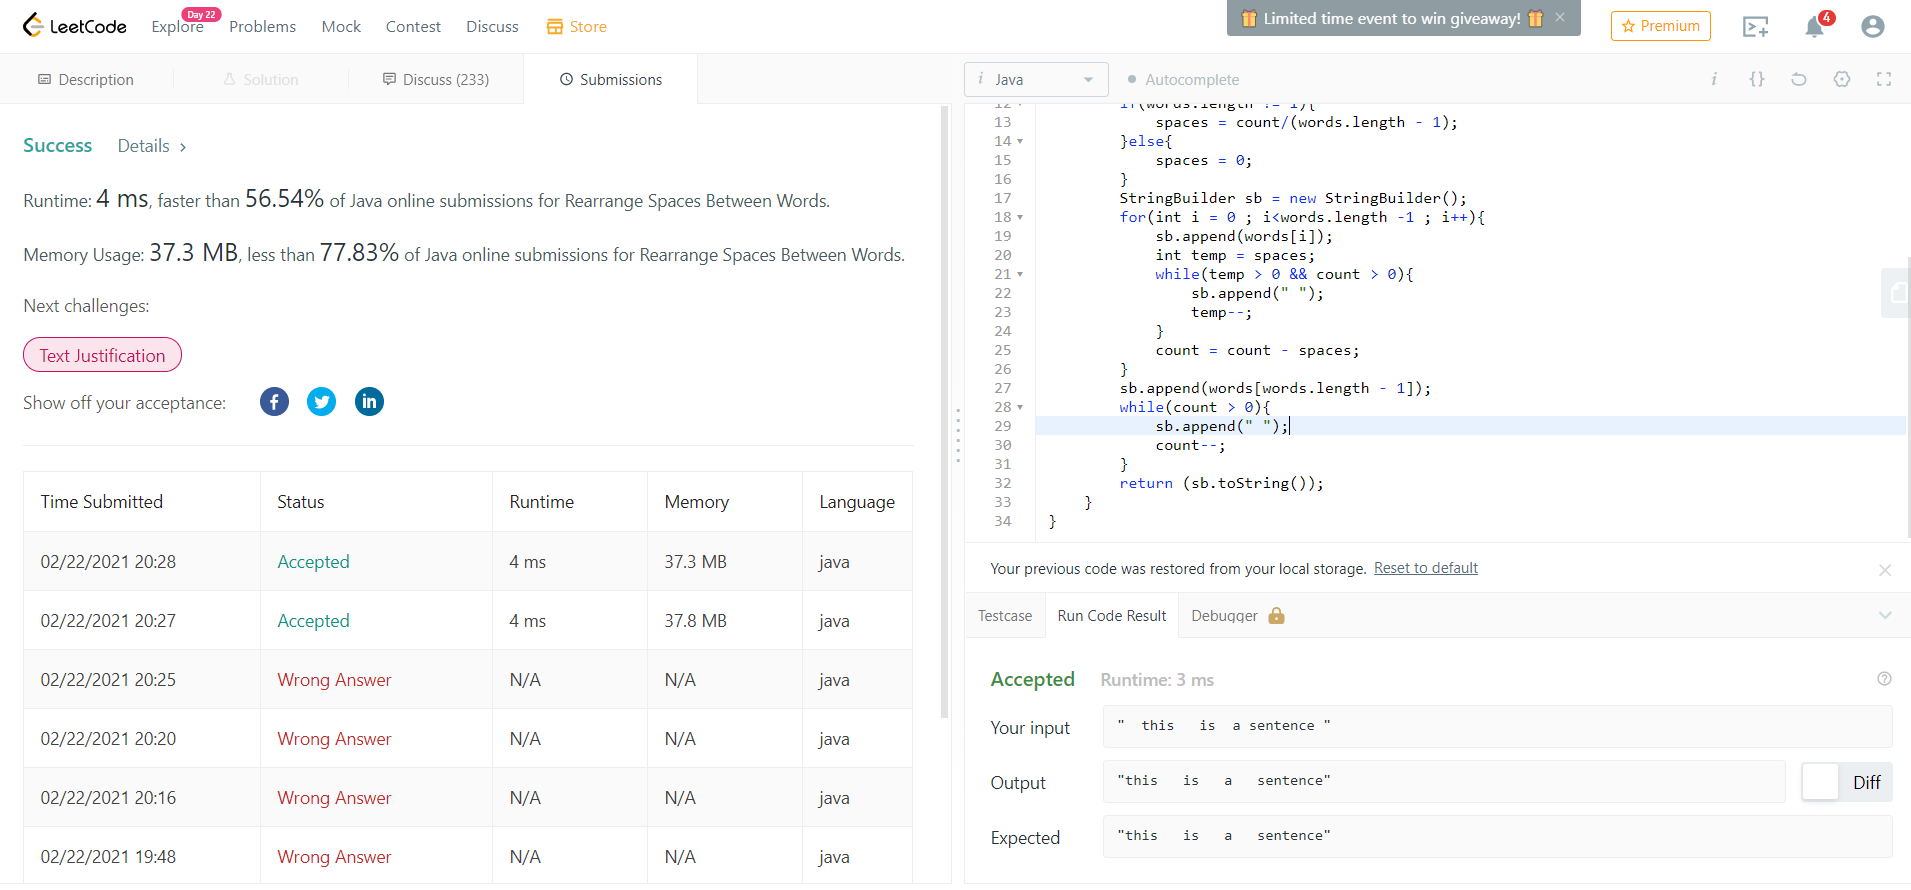 LeetCode
Explore
Day 22
Problems
Mock
Contest
Discuss
Store
Limited time event to win giveaway!
Premium
4
Description
Solution
Discuss (233)
Submissions
i Java
Autocomplete
Success Details >
Runtime: 4 ms, faster than 56.54% of Java online submissions for Rearrange Spaces Between Words.
Memory Usage: 37.3 MB, less than 77.83% of Java online submissions for Rearrange Spaces Between Words.
Next challenges:
Text Justification
Show off your acceptance:
Time Submitted Status Runtime Memory Language
02/22/2021 20:28 Accepted 4 ms 37.3 MB java
02/22/2021 20:27 Accepted 4 ms 37.8 MB java
02/22/2021 20:25 Wrong Answer N/A N/A java
02/22/2021 20:20 Wrong Answer N/A N/A java
02/22/2021 20:16 Wrong Answer N/A N/A java
02/22/2021 19:48 Wrong Answer N/A N/A java
12 if(words.length != 1){
13 spaces = count/(words.length - 1);
14 }else{
15 spaces = 0;
16 }
17 StringBuilder sb = new StringBuilder();
18 for(int i = 0 ; i<words.length -1 ; i++){
19 sb.append(words[i]);
20 int temp = spaces;
21 while(temp > 0 && count > 0){
22 sb.append(" ");
23 temp--;
24 }
25 count = count - spaces;
26 }
27 sb.append(words[words.length - 1]);
28 while(count > 0){
29 sb.append(" ");
30 count--;
31 }
32 return (sb.toString());
33 }
34 }
Your previous code was restored from your local storage. Reset to default
Testcase Run Code Result Debugger
Accepted Runtime: 3 ms
Your input "  this   is  a sentence "
Output "this   is   a   sentence"
Diff
Expected "this   is   a   sentence"